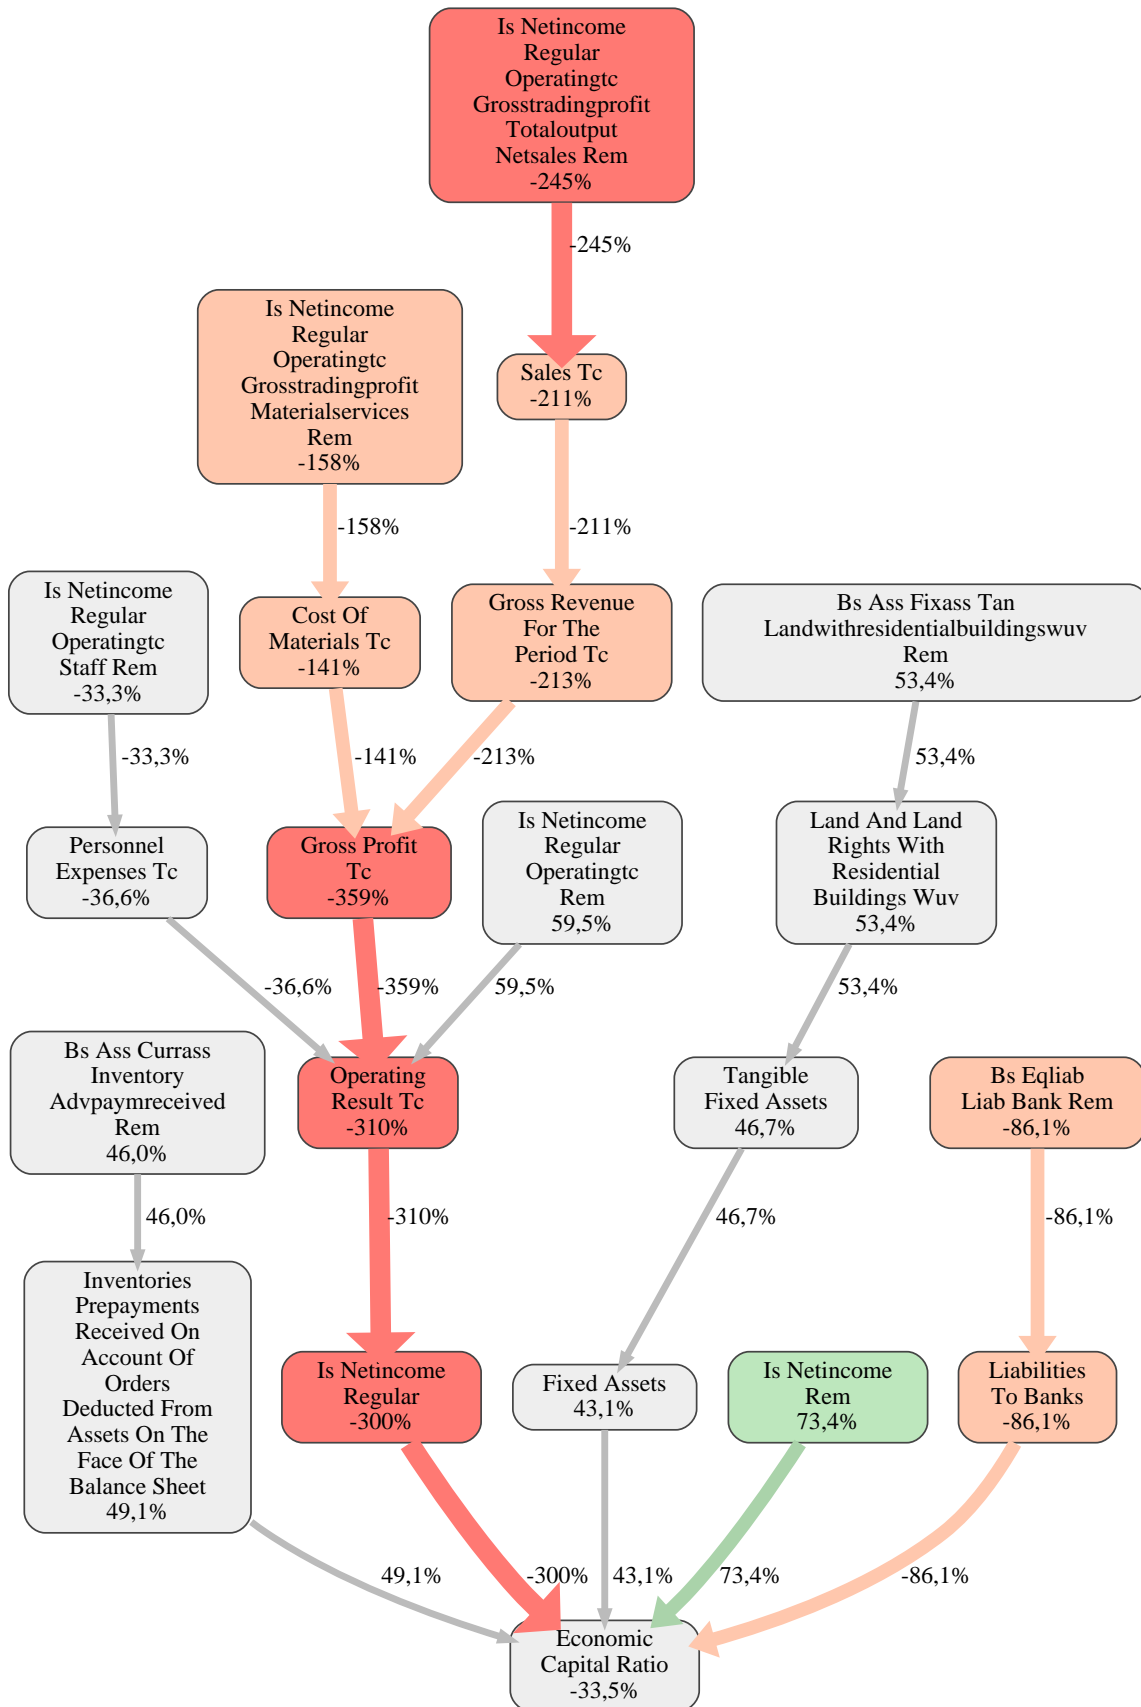 Is Netincome
Regular
Operatingtc
Grosstradingprofit
Totaloutput
Netsales Rem
-245%
-245%
Is Netincome
Regular
Operatingtc
Grosstradingprofit
Materialservices
Rem
-158%
Sales Tc
-211%
-158%
-211%
Is Netincome
Regular
Operatingtc
Staff Rem
-33,3%
Cost Of
Materials Tc
-141%
Gross Revenue
For The
Period Tc
-213%
Bs Ass Fixass Tan
Landwithresidentialbuildingswuv
Rem
53,4%
-33,3%
-141%
-213%
53,4%
Personnel
Expenses Tc
-36,6%
Gross Profit
Tc
-359%
Is Netincome
Regular
Operatingtc
Rem
59,5%
Land And Land
Rights With
Residential
Buildings Wuv
53,4%
-36,6%
-359%
59,5%
53,4%
Bs Ass Currass
Inventory
Advpaymreceived
Rem
46,0%
Operating
Result Tc
-310%
Tangible
Fixed Assets
46,7%
Bs Eqliab
Liab Bank Rem
-86,1%
46,0%
-310%
46,7%
-86,1%
Inventories
Prepayments
Received On
Account Of
Orders
Deducted From
Assets On The
Face Of The
Balance Sheet
49,1%
Is Netincome
Regular
-300%
Fixed Assets
43,1%
Is Netincome
Rem
73,4%
Liabilities
To Banks
-86,1%
49,1%
-300%
43,1%
73,4%
-86,1%
Economic
Capital Ratio
-33,5%